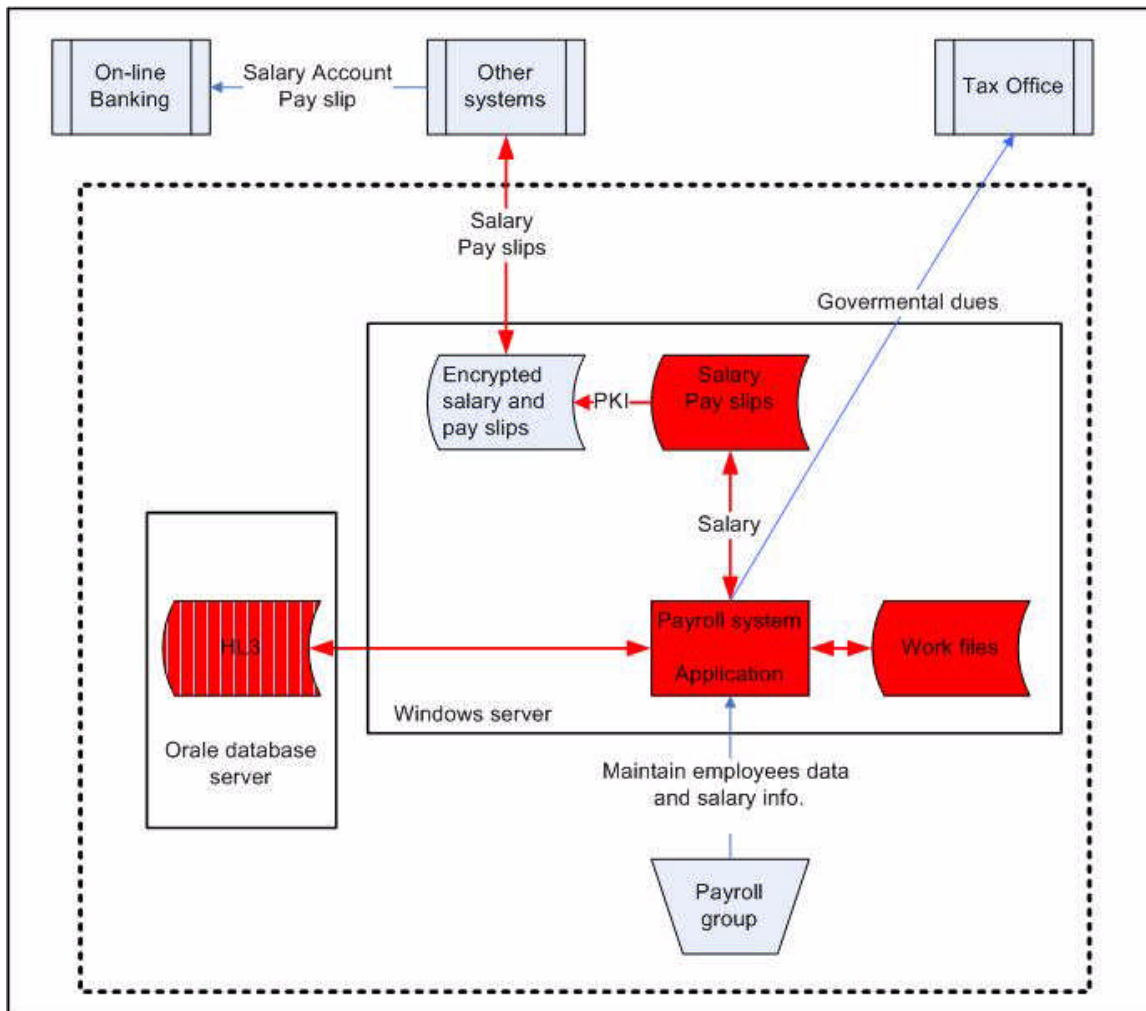 On-line
Banking
Salary Account
Pay slip
Other
systems
Tax Office
Salary
Pay slips
Govermental dues
Encrypted
salary and
pay slips
PKI
Salary
Pay slips
Salary
HL3
Payroll system
Application
Work files
Windows server
Orale database
server
Maintain employees data
and salary info.
Payroll
group